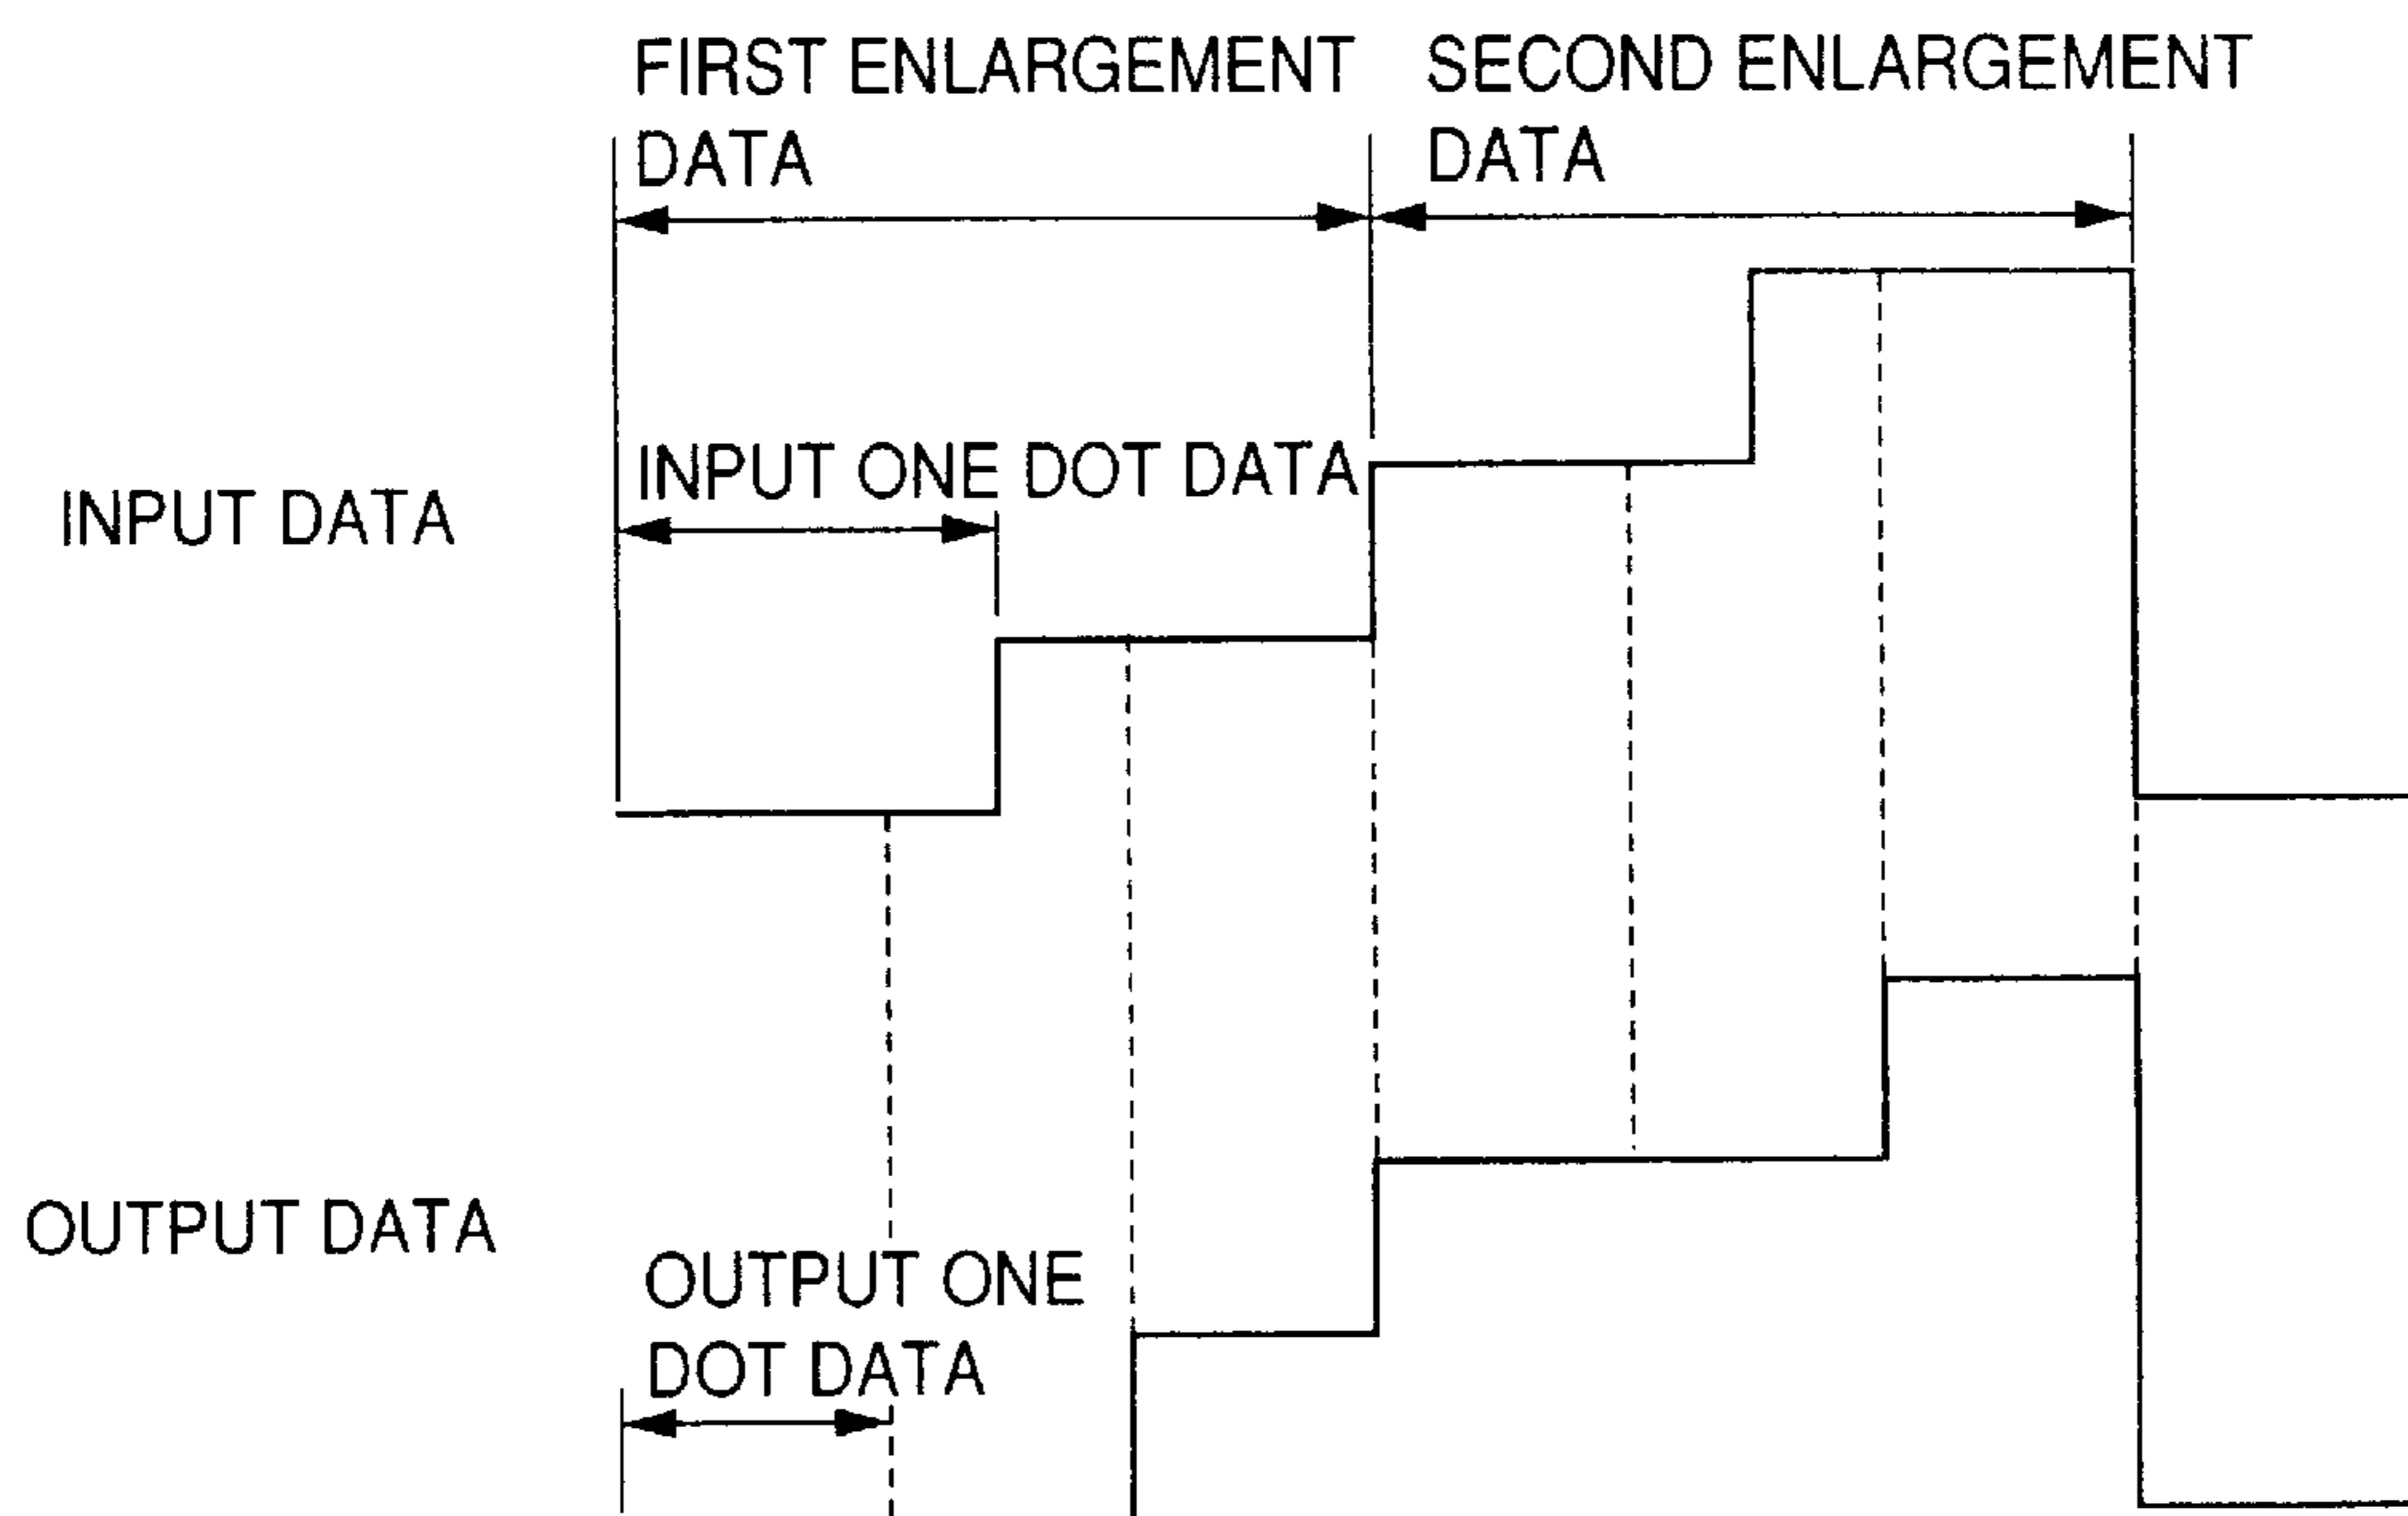 FIRST ENLARGEMENT
DATA
SECOND ENLARGEMENT
DATA
INPUT ONE DOT DATA
INPUT DATA
OUTPUT DATA
OUTPUT ONE
DOT DATA